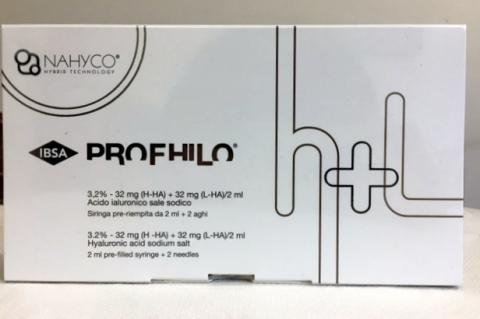 NAHYCO®
HYBRID TECHNOLOGY
IBSA PROFHILO®
3,2% - 32 mg (H-HA) + 32 mg (L-HA)/2 ml
Acido ialuronico sale sodico
Siringa pre-riempita da 2 ml + 2 aghi
3.2% - 32 mg (H -HA) + 32 mg (L-HA)/2 ml
Hyaluronic acid sodium salt
2 ml pre-filled syringe + 2 needles
h+L